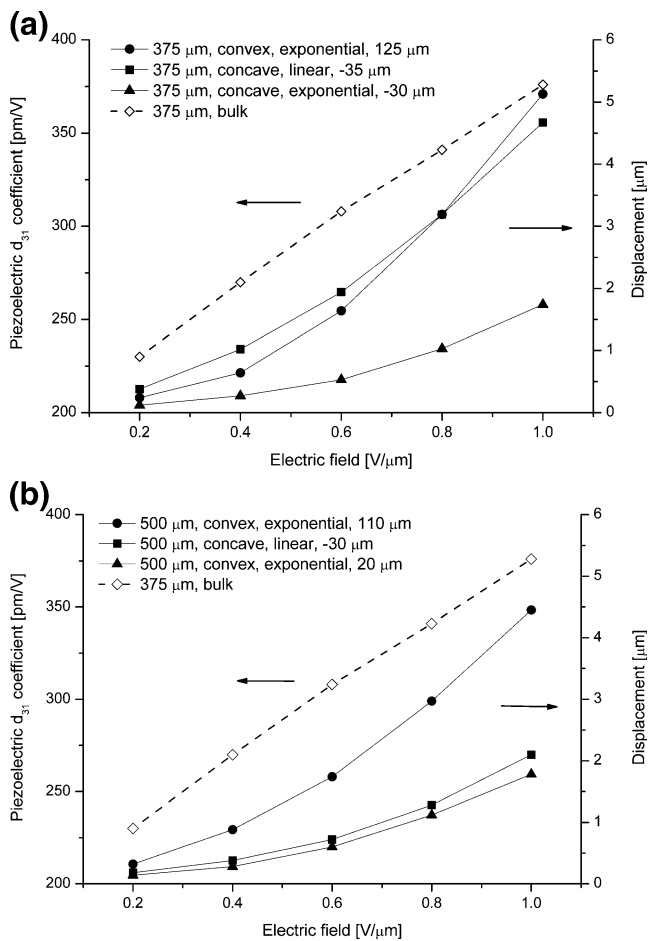 (a)
400
350
300
250
200
Piezoelectric d31 coefficient [pm/V]
375 μm, convex, exponential, 125 μm
375 μm, concave, linear, -35 μm
375 μm, concave, exponential, -30 μm
375 μm, bulk
6
5
4
3
2
1
0
Displacement [μm]
0.2 0.4 0.6 0.8 1.0
Electric field [V/μm]
(b)
400
350
300
250
200
Piezoelectric d31 coefficient [pm/V]
500 μm, convex, exponential, 110 μm
500 μm, concave, linear, -30 μm
500 μm, convex, exponential, 20 μm
375 μm, bulk
6
5
4
3
2
1
0
Displacement [μm]
0.2 0.4 0.6 0.8 1.0
Electric field [V/μm]